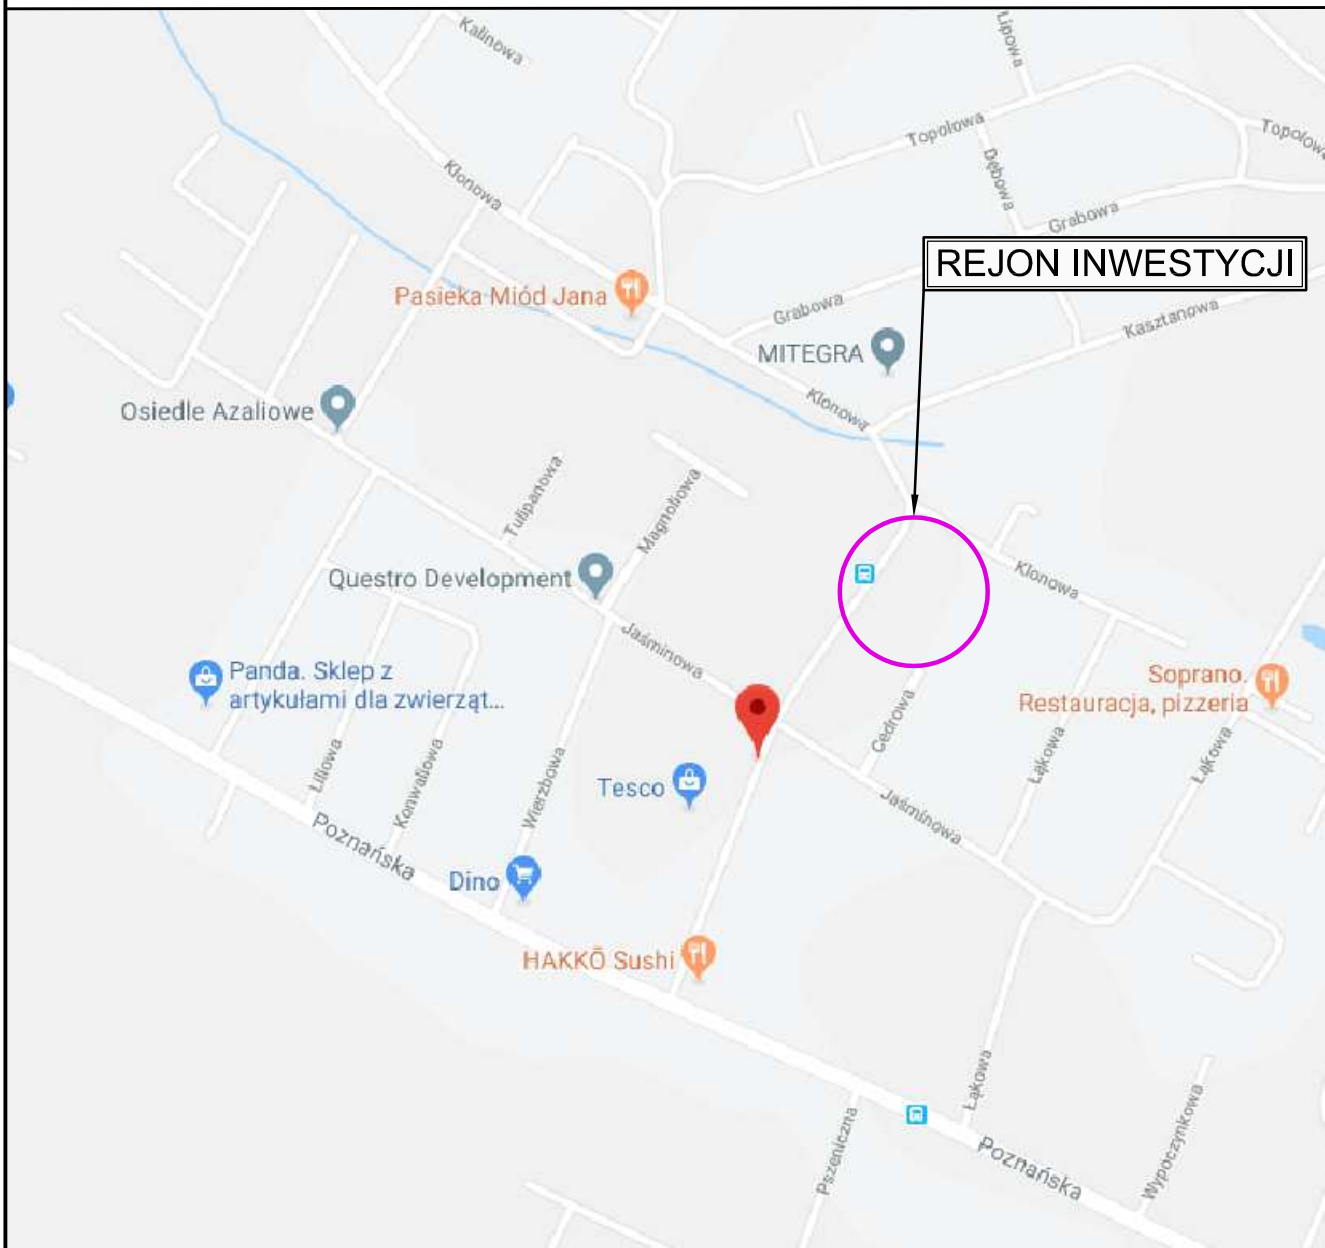 Kalinowa
Lipowa
Topolowa
Topolowa
Dębowa
Klonowa
Grabowa
REJON INWESTYCJI
Pasieka Miód Jana
Grabowa
Kasztanowa
MITEGRA
Klonowa
Osiedle Azaliowe
Tulipanowa
Magnoliowa
Klonowa
Questro Development
Jaśminowa
Panda. Sklep z
artykułami dla zwierząt...
Soprano.
Restauracja, pizzeria
Cedrowa
Łąkowa
Łąkowa
Liliowa
Konwaliowa
Wierzbowa
Tesco
Jaśminowa
Poznańska
Dino
HAKKŌ Sushi
Łąkowa
Pszeniczna
Poznańska
Wypoczynkowa